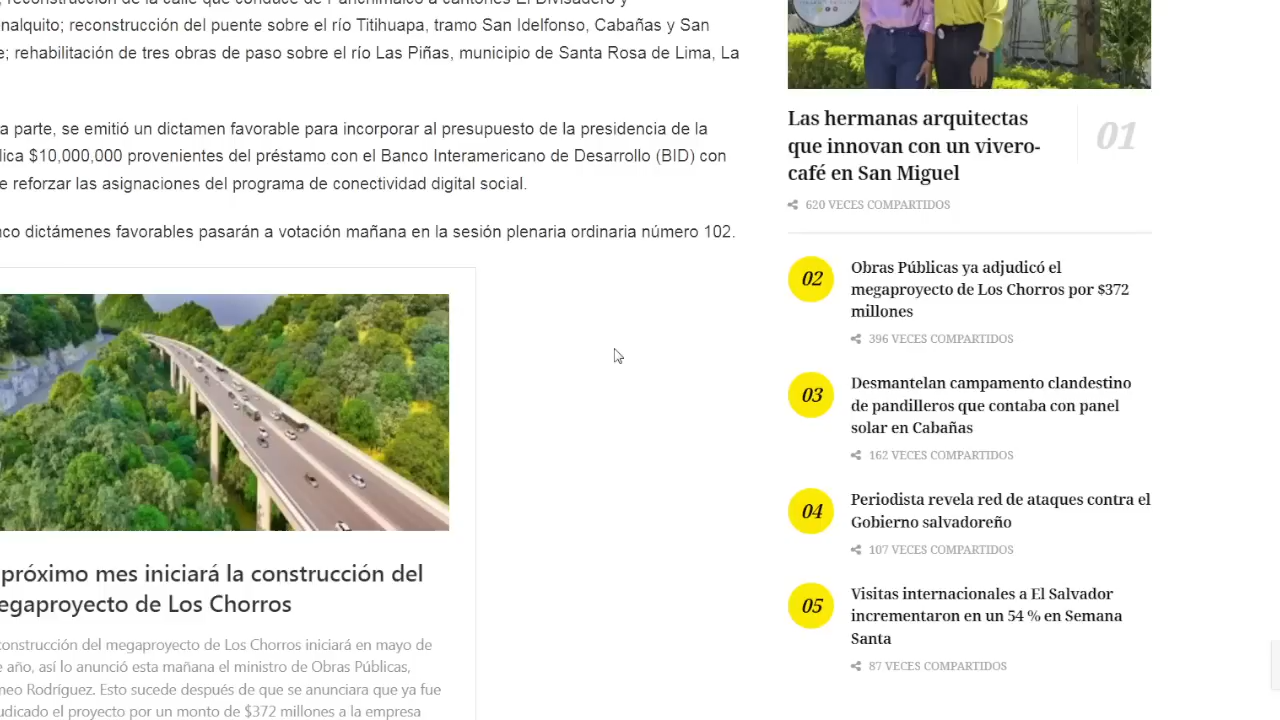 reconstrucción de la calle que conduce de Panchimalco a cantones El Divisadero y
nalquito; reconstrucción del puente sobre el río Titihuapa, tramo San Ildefonso, Cabañas y San
e; rehabilitación de tres obras de paso sobre el río Las Piñas, municipio de Santa Rosa de Lima, La
a parte, se emitió un dictamen favorable para incorporar al presupuesto de la presidencia de la
lica $10,000,000 provenientes del préstamo con el Banco Interamericano de Desarrollo (BID) con
e reforzar las asignaciones del programa de conectividad digital social.
nco dictámenes favorables pasarán a votación mañana en la sesión plenaria ordinaria número 102.
próximo mes iniciará la construcción del
egaproyecto de Los Chorros
onstrucción del megaproyecto de Los Chorros iniciará en mayo de
e año, así lo anunció esta mañana el ministro de Obras Públicas,
meo Rodríguez. Esto sucede después de que se anunciara que ya fue
udicado el proyecto por un monto de $372 millones a la empresa
Las hermanas arquitectas
que innovan con un vivero-
café en San Miguel
01
620 VECES COMPARTIDOS
02
Obras Públicas ya adjudicó el
megaproyecto de Los Chorros por $372
millones
396 VECES COMPARTIDOS
03
Desmantelan campamento clandestino
de pandilleros que contaba con panel
solar en Cabañas
162 VECES COMPARTIDOS
04
Periodista revela red de ataques contra el
Gobierno salvadoreño
107 VECES COMPARTIDOS
05
Visitas internacionales a El Salvador
incrementaron en un 54 % en Semana
Santa
87 VECES COMPARTIDOS